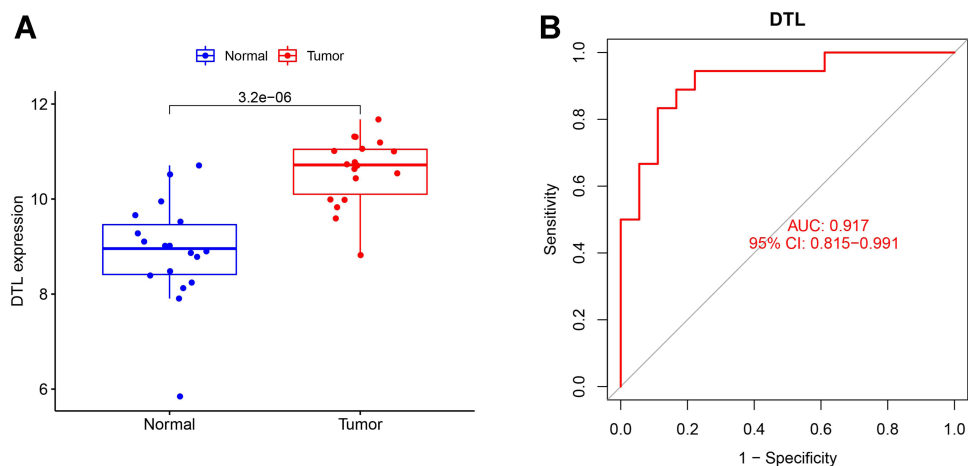 A
Normal
Tumor
3.2e−06
12
10
8
6
DTL expression
Normal
Tumor
B
DTL
1.0
0.8
0.6
0.4
0.2
0.0
Sensitivity
AUC: 0.917
95% CI: 0.815−0.991
0.0
0.2
0.4
0.6
0.8
1.0
1 − Specificity